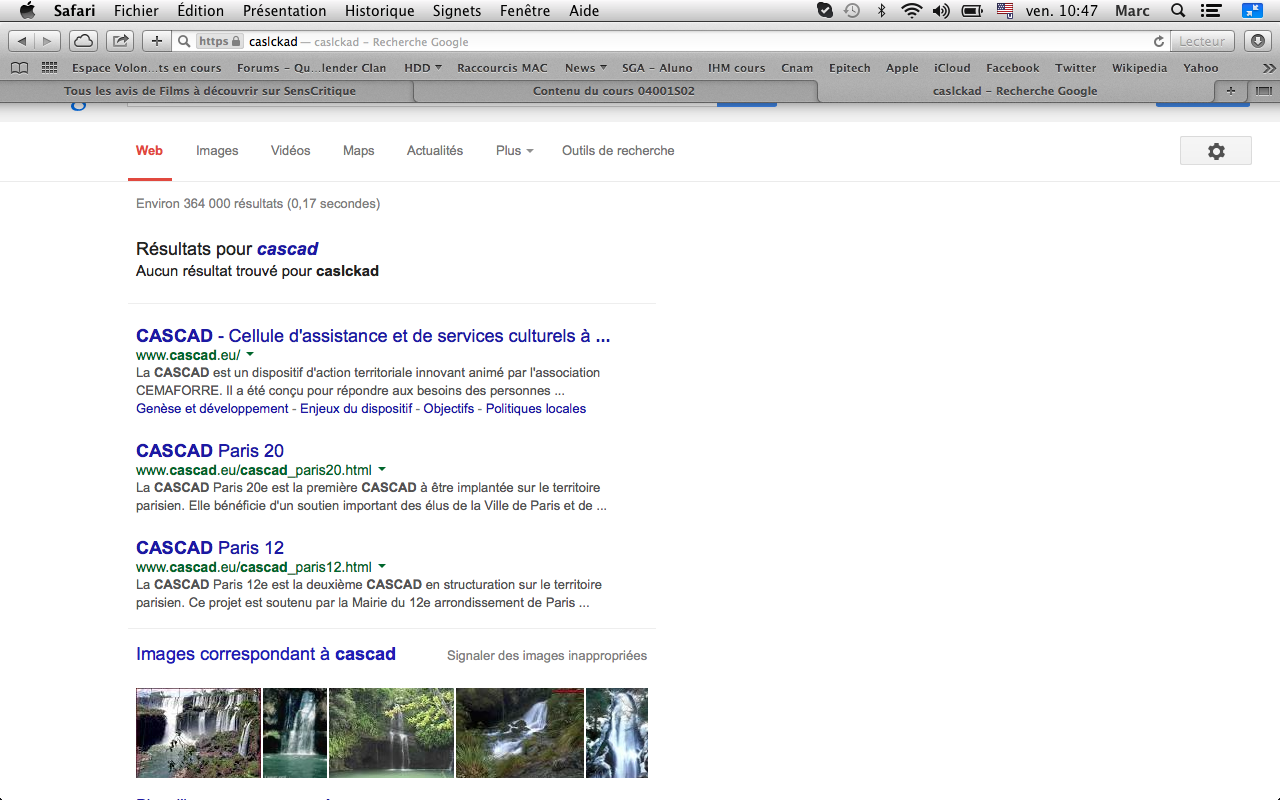 Safari Fichier Édition Présentation Historique Signets Fenêtre Aide ven. 10:47 Marc
https caslckad — caslckad – Recherche Google Lecteur
Espace Volon...ts en cours Forums – Qu...lender Clan HDD Raccourcis MAC News SGA – Aluno IHM cours Cnam Epitech Apple iCloud Facebook Twitter Wikipedia Yahoo
Tous les avis de Films à découvrir sur SensCritique Contenu du cours 04001S02 caslckad – Recherche Google
Web Images Vidéos Maps Actualités Plus Outils de recherche
Environ 364 000 résultats (0,17 secondes)
Résultats pour cascad
Aucun résultat trouvé pour caslckad
CASCAD - Cellule d'assistance et de services culturels à ...
www.cascad.eu/
La CASCAD est un dispositif d'action territoriale innovant animé par l'association
CEMAFORRE. Il a été conçu pour répondre aux besoins des personnes ...
Genèse et développement - Enjeux du dispositif - Objectifs - Politiques locales
CASCAD Paris 20
www.cascad.eu/cascad_paris20.html
La CASCAD Paris 20e est la première CASCAD à être implantée sur le territoire
parisien. Elle bénéficie d'un soutien important des élus de la Ville de Paris et de ...
CASCAD Paris 12
www.cascad.eu/cascad_paris12.html
La CASCAD Paris 12e est la deuxième CASCAD en structuration sur le territoire
parisien. Ce projet est soutenu par la Mairie du 12e arrondissement de Paris ...
Images correspondant à cascad Signaler des images inappropriées